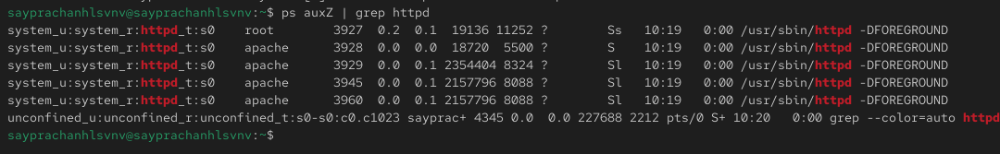 sayprachanhlsvnv@sayprachanhlsvnv:~$ ps auxZ | grep httpd
system_u:system_r:httpd_t:s0 root 3927 0.2 0.1 19136 11252 ? Ss 10:19 0:00 /usr/sbin/httpd -DFOREGROUND
system_u:system_r:httpd_t:s0 apache 3928 0.0 0.0 18720 5500 ? S 10:19 0:00 /usr/sbin/httpd -DFOREGROUND
system_u:system_r:httpd_t:s0 apache 3929 0.0 0.1 2354404 8324 ? Sl 10:19 0:00 /usr/sbin/httpd -DFOREGROUND
system_u:system_r:httpd_t:s0 apache 3945 0.0 0.1 2157796 8088 ? Sl 10:19 0:00 /usr/sbin/httpd -DFOREGROUND
system_u:system_r:httpd_t:s0 apache 3960 0.0 0.1 2157796 8088 ? Sl 10:19 0:00 /usr/sbin/httpd -DFOREGROUND
unconfined_u:unconfined_r:unconfined_t:s0-s0:c0.c1023 sayprac+ 4345 0.0 0.0 227688 2212 pts/0 S+ 10:20 0:00 grep --color=auto httpd
sayprachanhlsvnv@sayprachanhlsvnv:~$